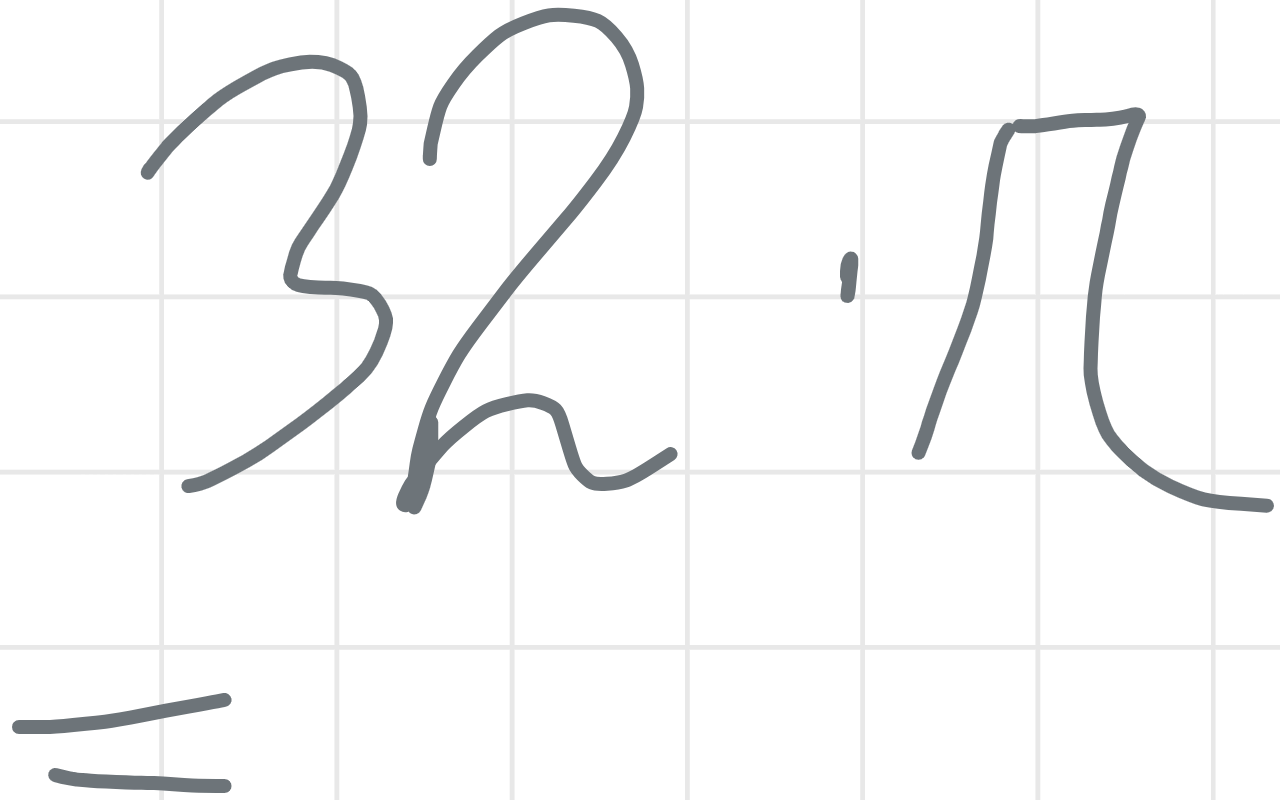 32 · π
=